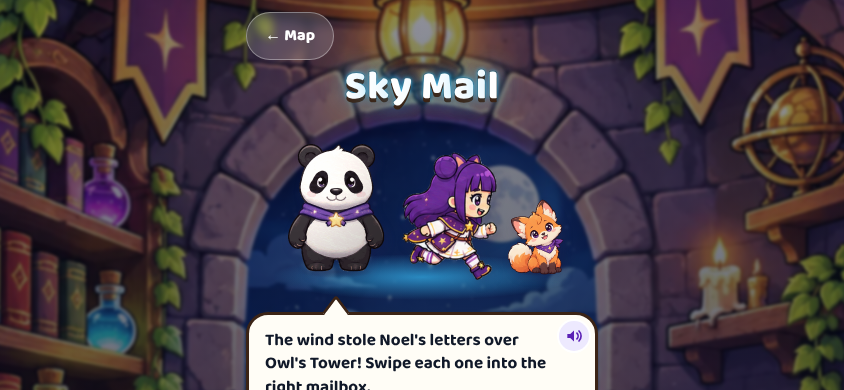 ← Map
Sky Mail
The wind stole Noel's letters over
Owl's Tower! Swipe each one into the
right mailbox.